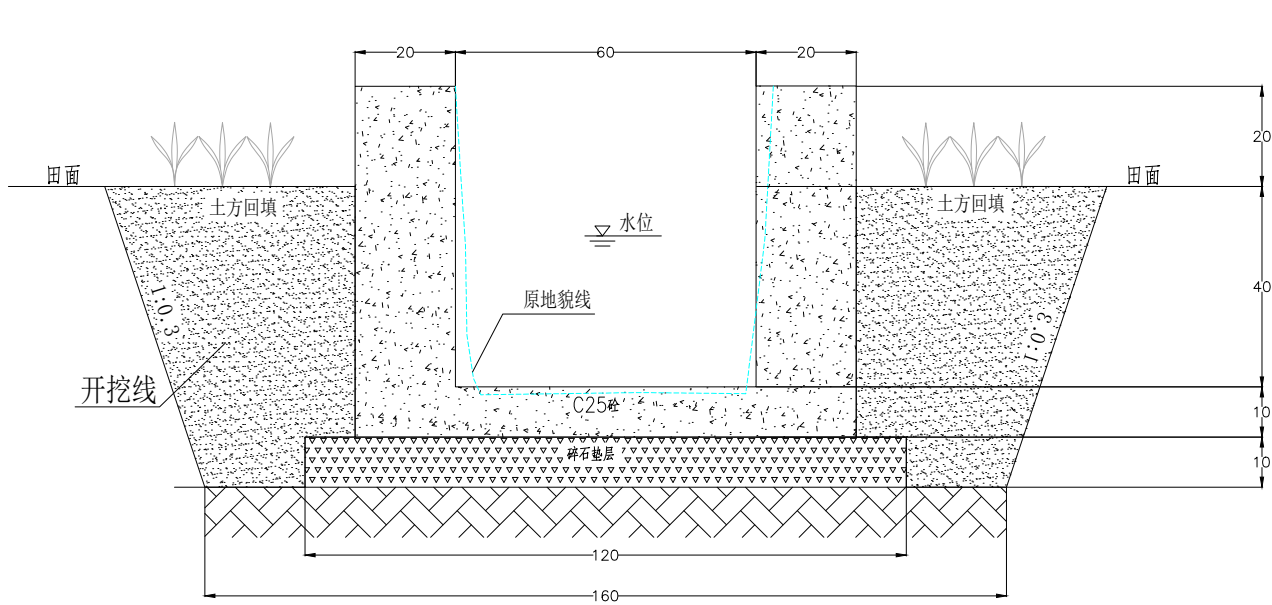 20 60 20
20
田面 田面
土方回填 土方回填
水位
40
原地貌线
1:0.3 1:0.3
开挖线
C25砼
10
碎石垫层
10
120
160